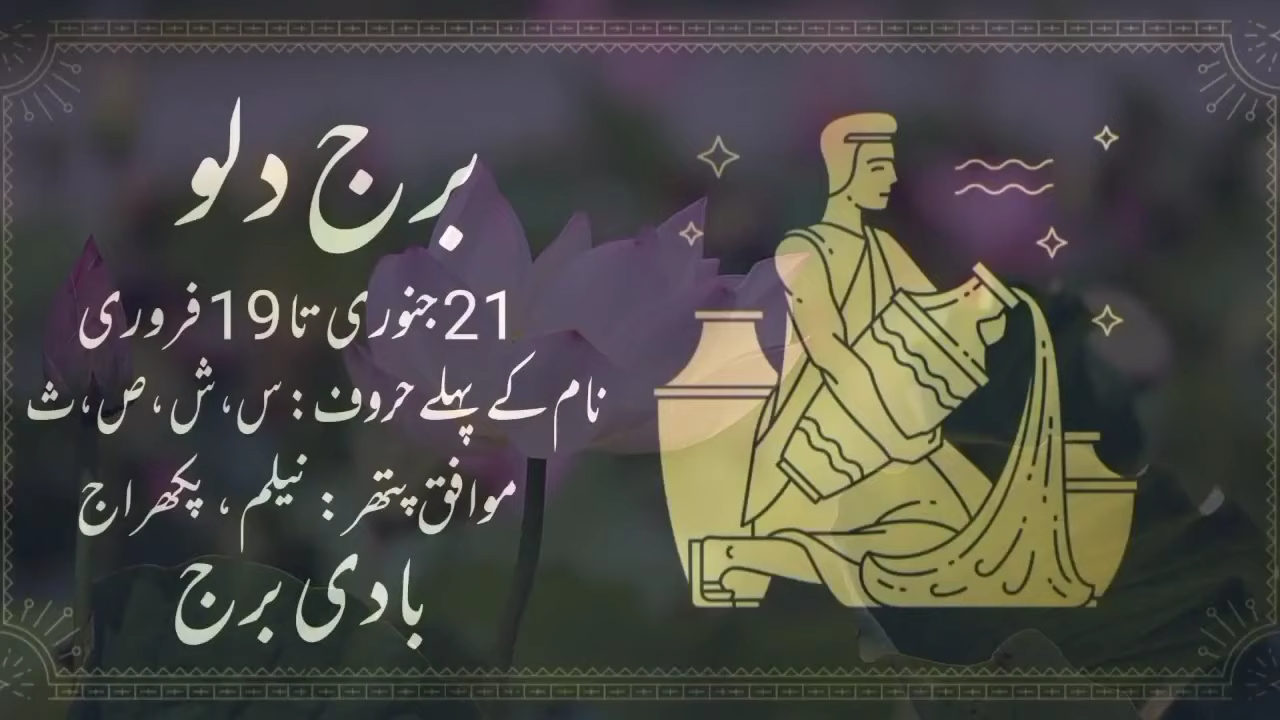 برج دلو
21 جنوری تا 19 فروری
نام کے پہلے حروف : س، ش، ص، ث
موافق پتھر : نیلم ، پکھراج
بادی برج